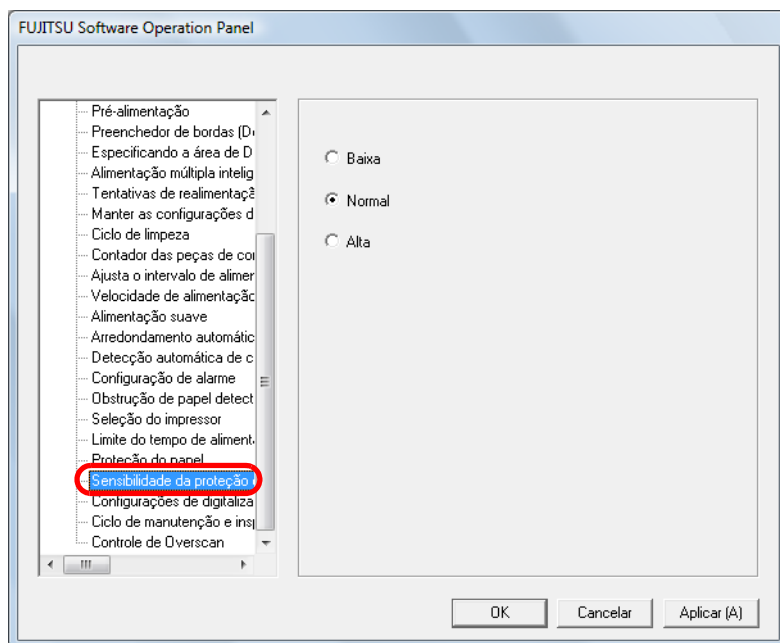 FUJITSU Software Operation Panel
Pré-alimentação
Preenchedor de bordas (D
Especificando a área de D
Alimentação múltipla intelig
Tentativas de realimentaçã
Manter as configurações d
Ciclo de limpeza
Contador das peças de co
Ajusta o intervalo de alimer
Velocidade de alimentação
Alimentação suave
Arredondamento automátic
Detecção automática de c
Configuração de alarme
Obstrução de papel detect
Seleção do impressor
Limite do tempo de aliment
Proteção do papel
Sensibilidade da proteção
Configurações de digitaliza
Ciclo de manutenção e insp
Controle de Overscan
Baixa
Normal
Alta
OK
Cancelar
Aplicar (A)